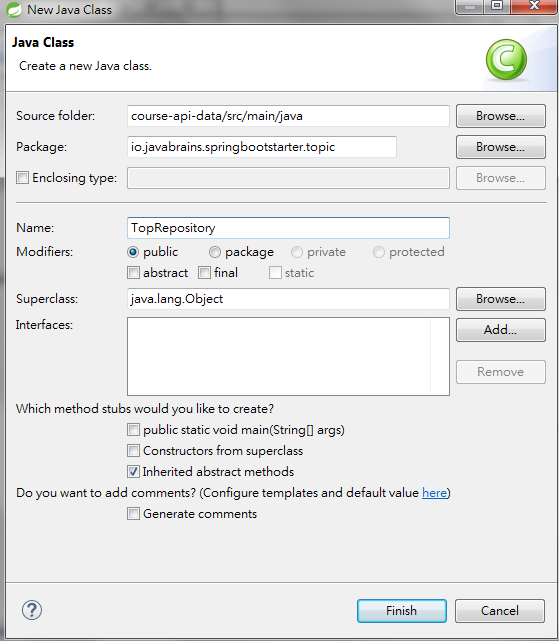 New Java Class
Java Class
Create a new Java class.
Source folder: course-api-data/src/main/java Browse...
Package: io.javabrains.springbootstarter.topic Browse...
Enclosing type: Browse...
Name: TopRepository
Modifiers: public package private protected
abstract final static
Superclass: java.lang.Object Browse...
Interfaces: Add...
Remove
Which method stubs would you like to create?
public static void main(String[] args)
Constructors from superclass
Inherited abstract methods
Do you want to add comments? (Configure templates and default value here)
Generate comments
? Finish Cancel